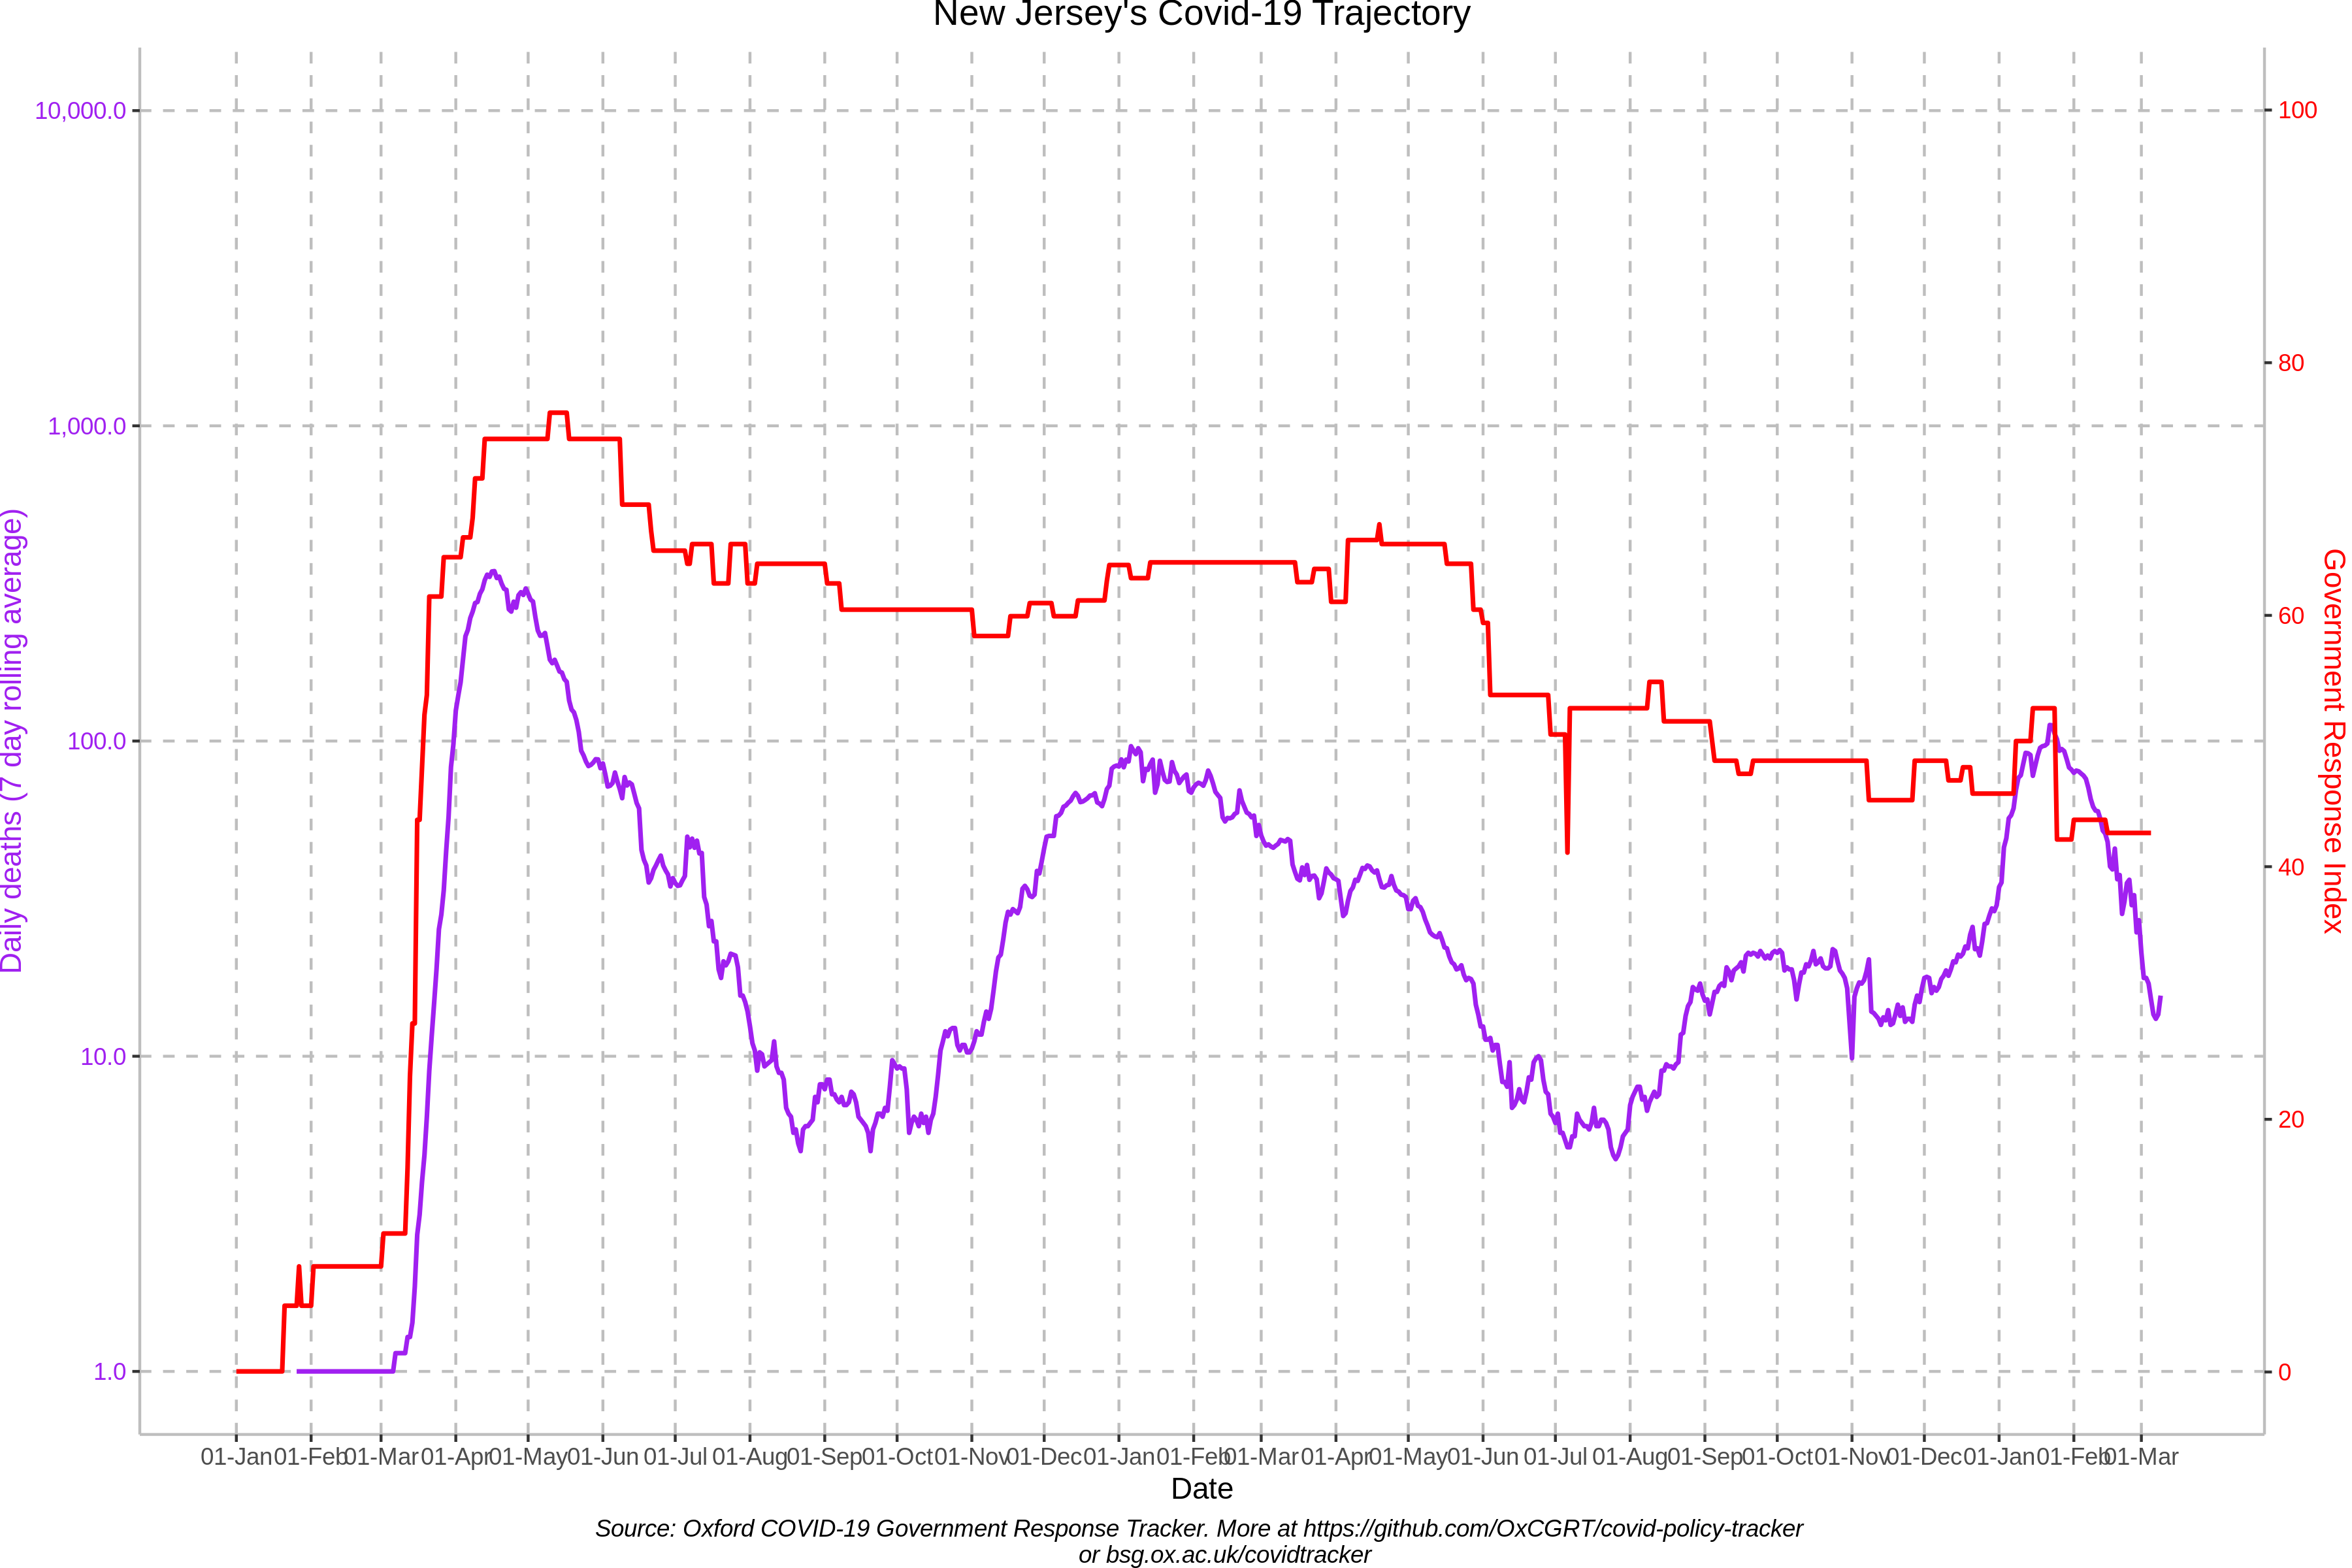 New Jersey's Covid-19 Trajectory
10,000.0
1,000.0
100.0
10.0
1.0
Daily deaths (7 day rolling average)
100
80
60
40
20
0
Government Response Index
01-Jan 01-Feb 01-Mar 01-Apr 01-May 01-Jun 01-Jul 01-Aug 01-Sep 01-Oct 01-Nov 01-Dec 01-Jan 01-Feb 01-Mar 01-Apr 01-May 01-Jun 01-Jul 01-Aug 01-Sep 01-Oct 01-Nov 01-Dec 01-Jan 01-Feb 01-Mar
Date
Source: Oxford COVID-19 Government Response Tracker. More at https://github.com/OxCGRT/covid-policy-tracker
or bsg.ox.ac.uk/covidtracker